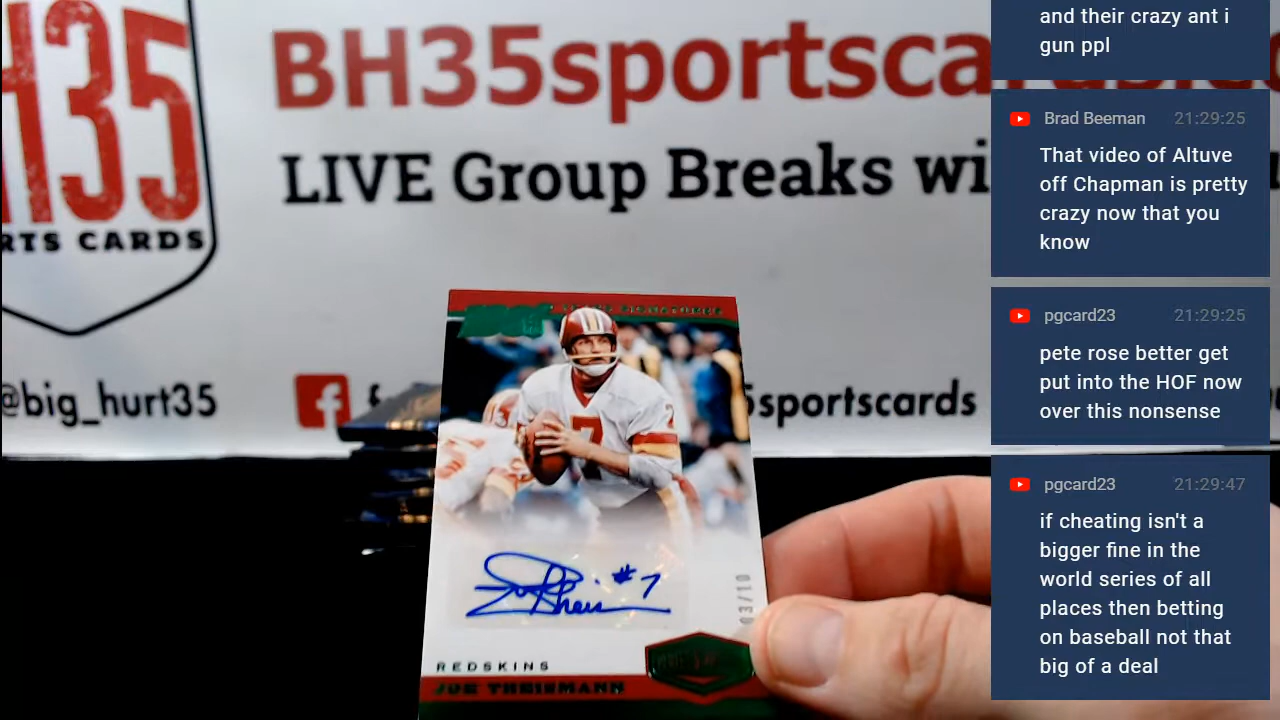 H35
RTS CARDS
BH35sportsca
LIVE Group Breaks wi
@big_hurt35
5sportscards
#7
03/10
REDSKINS
JOE THEISMANN
and their crazy ant i
gun ppl
Brad Beeman 21:29:25
That video of Altuve
off Chapman is pretty
crazy now that you
know
pgcard23 21:29:25
pete rose better get
put into the HOF now
over this nonsense
pgcard23 21:29:47
if cheating isn't a
bigger fine in the
world series of all
places then betting
on baseball not that
big of a deal